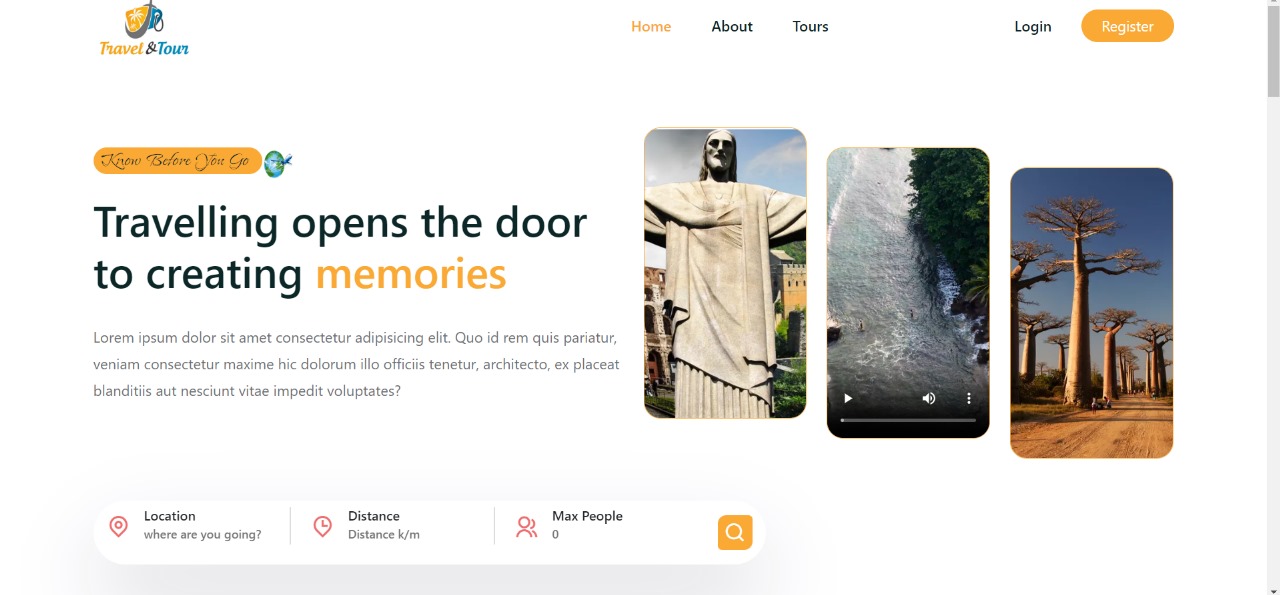 Travel &Tour
Home
About
Tours
Login
Register
Know Before You Go
Travelling opens the door
to creating memories
Lorem ipsum dolor sit amet consectetur adipisicing elit. Quo id rem quis pariatur,
veniam consectetur maxime hic dolorum illo officiis tenetur, architecto, ex placeat
blanditiis aut nesciunt vitae impedit voluptates?
Location
where are you going?
Distance
Distance k/m
Max People
0